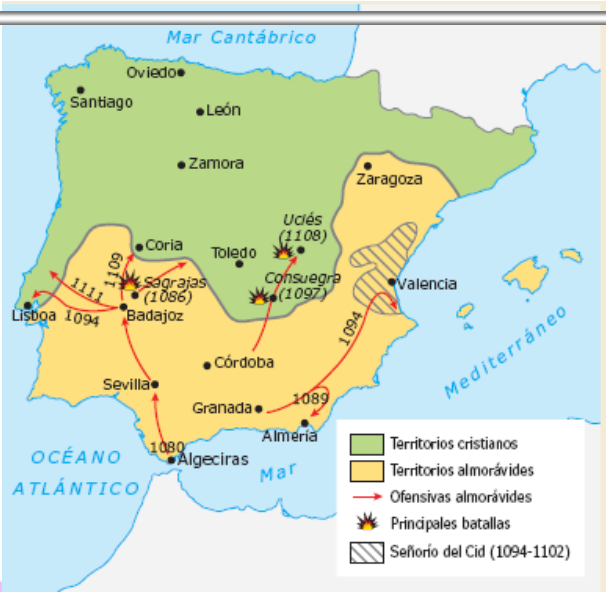 Mar Cantábrico
Oviedo
Santiago
León
Zamora
Zaragoza
Uclés
(1108)
Coria
Toledo
1109
Sagrajas
(1086)
Consuegra
(1097)
Valencia
1111
1094
Lisboa
Badajoz
1094
Mediterráneo
Córdoba
Sevilla
1089
Granada
Almería
1080
Algeciras
OCÉANO
ATLÁNTICO
Mar
Territorios cristianos
Territorios almorávides
Ofensivas almorávides
Principales batallas
Señorío del Cid (1094-1102)